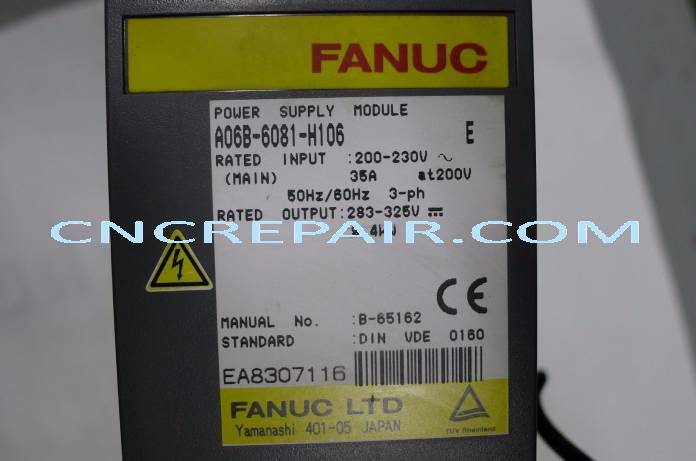 FANUC
POWER SUPPLY MODULE
A06B-6081-H106 E
RATED INPUT :200-230V ~
(MAIN) 35A at200V
50Hz/60Hz 3-ph
RATED OUTPUT:283-325V ⎓
CNCREPAIR.COM
CE
MANUAL No. :B-65162
STANDARD :DIN VDE 0160
EA8307116
FANUC LTD
Yamanashi 401-05 JAPAN
TÜV Rheinland